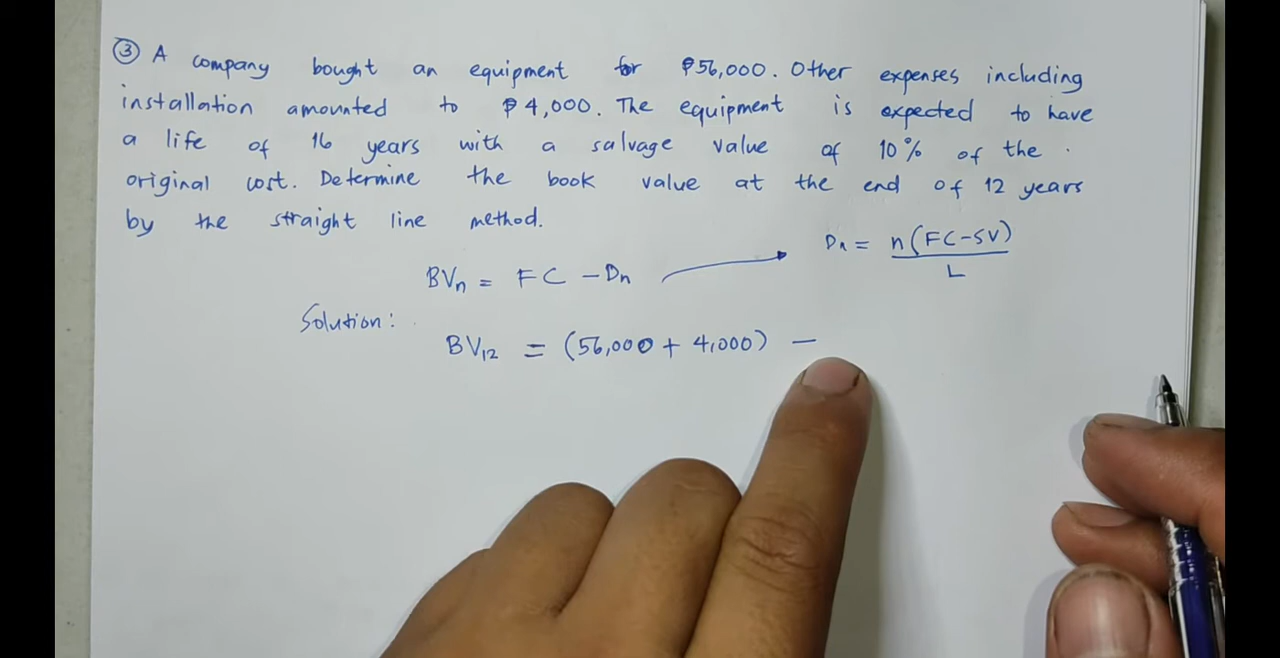 ③ A company bought an equipment for ₱56,000. Other expenses including
installation amounted to ₱4,000. The equipment is expected to have
a life of 16 years with a salvage value of 10% of the
original cost. Determine the book value at the end of 12 years
by the straight line method.
Dn = n(FC-SV)/L
BVn = FC - Dn
Solution:
BV12 = (56,000 + 4,000) -